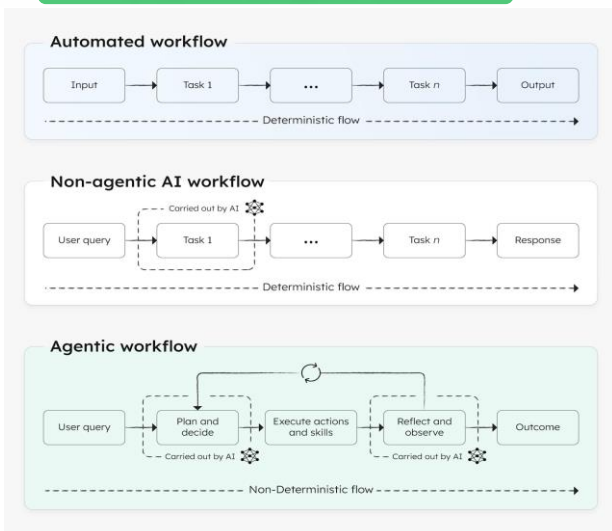 Automated workflow
Input
Task 1
...
Task n
Output
Deterministic flow
Non-agentic AI workflow
Carried out by AI
User query
Task 1
...
Task n
Response
Deterministic flow
Agentic workflow
User query
Plan and
decide
Execute actions
and skills
Reflect and
observe
Outcome
Carried out by AI
Carried out by AI
Non-Deterministic flow